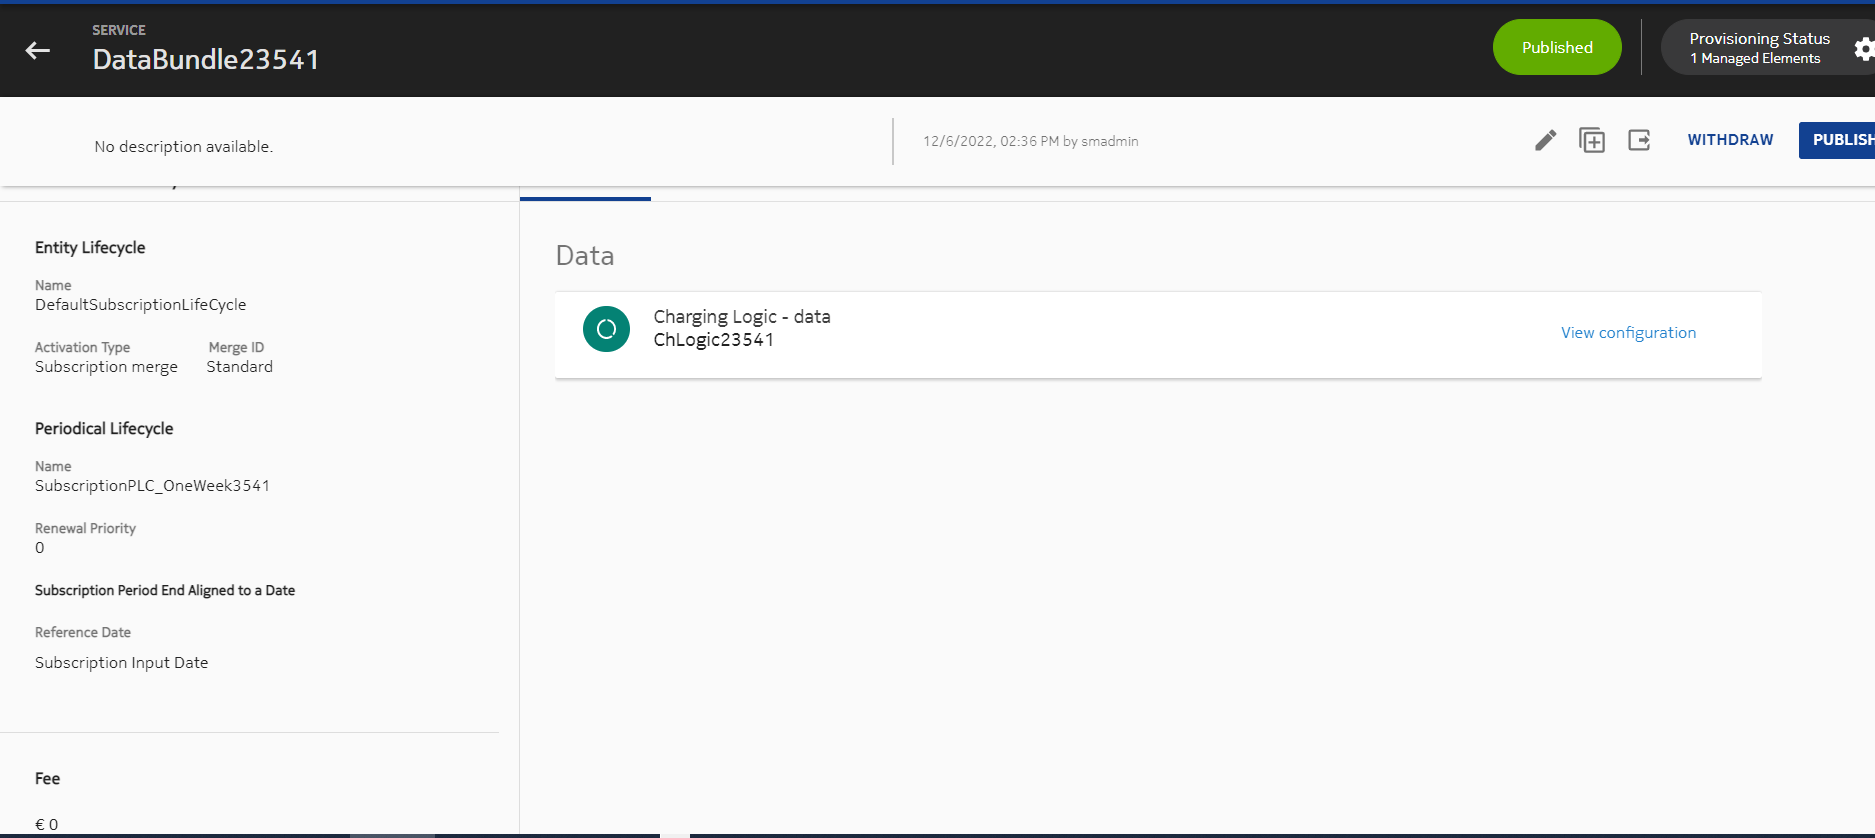 SERVICE
DataBundle23541
Published
Provisioning Status
1 Managed Elements
No description available.
12/6/2022, 02:36 PM by smadmin
WITHDRAW
PUBLISH
Entity Lifecycle
Name
DefaultSubscriptionLifeCycle
Activation Type Merge ID
Subscription merge Standard
Periodical Lifecycle
Name
SubscriptionPLC_OneWeek3541
Renewal Priority
0
Subscription Period End Aligned to a Date
Reference Date
Subscription Input Date
Fee
€ 0
Data
Charging Logic - data
ChLogic23541
View configuration